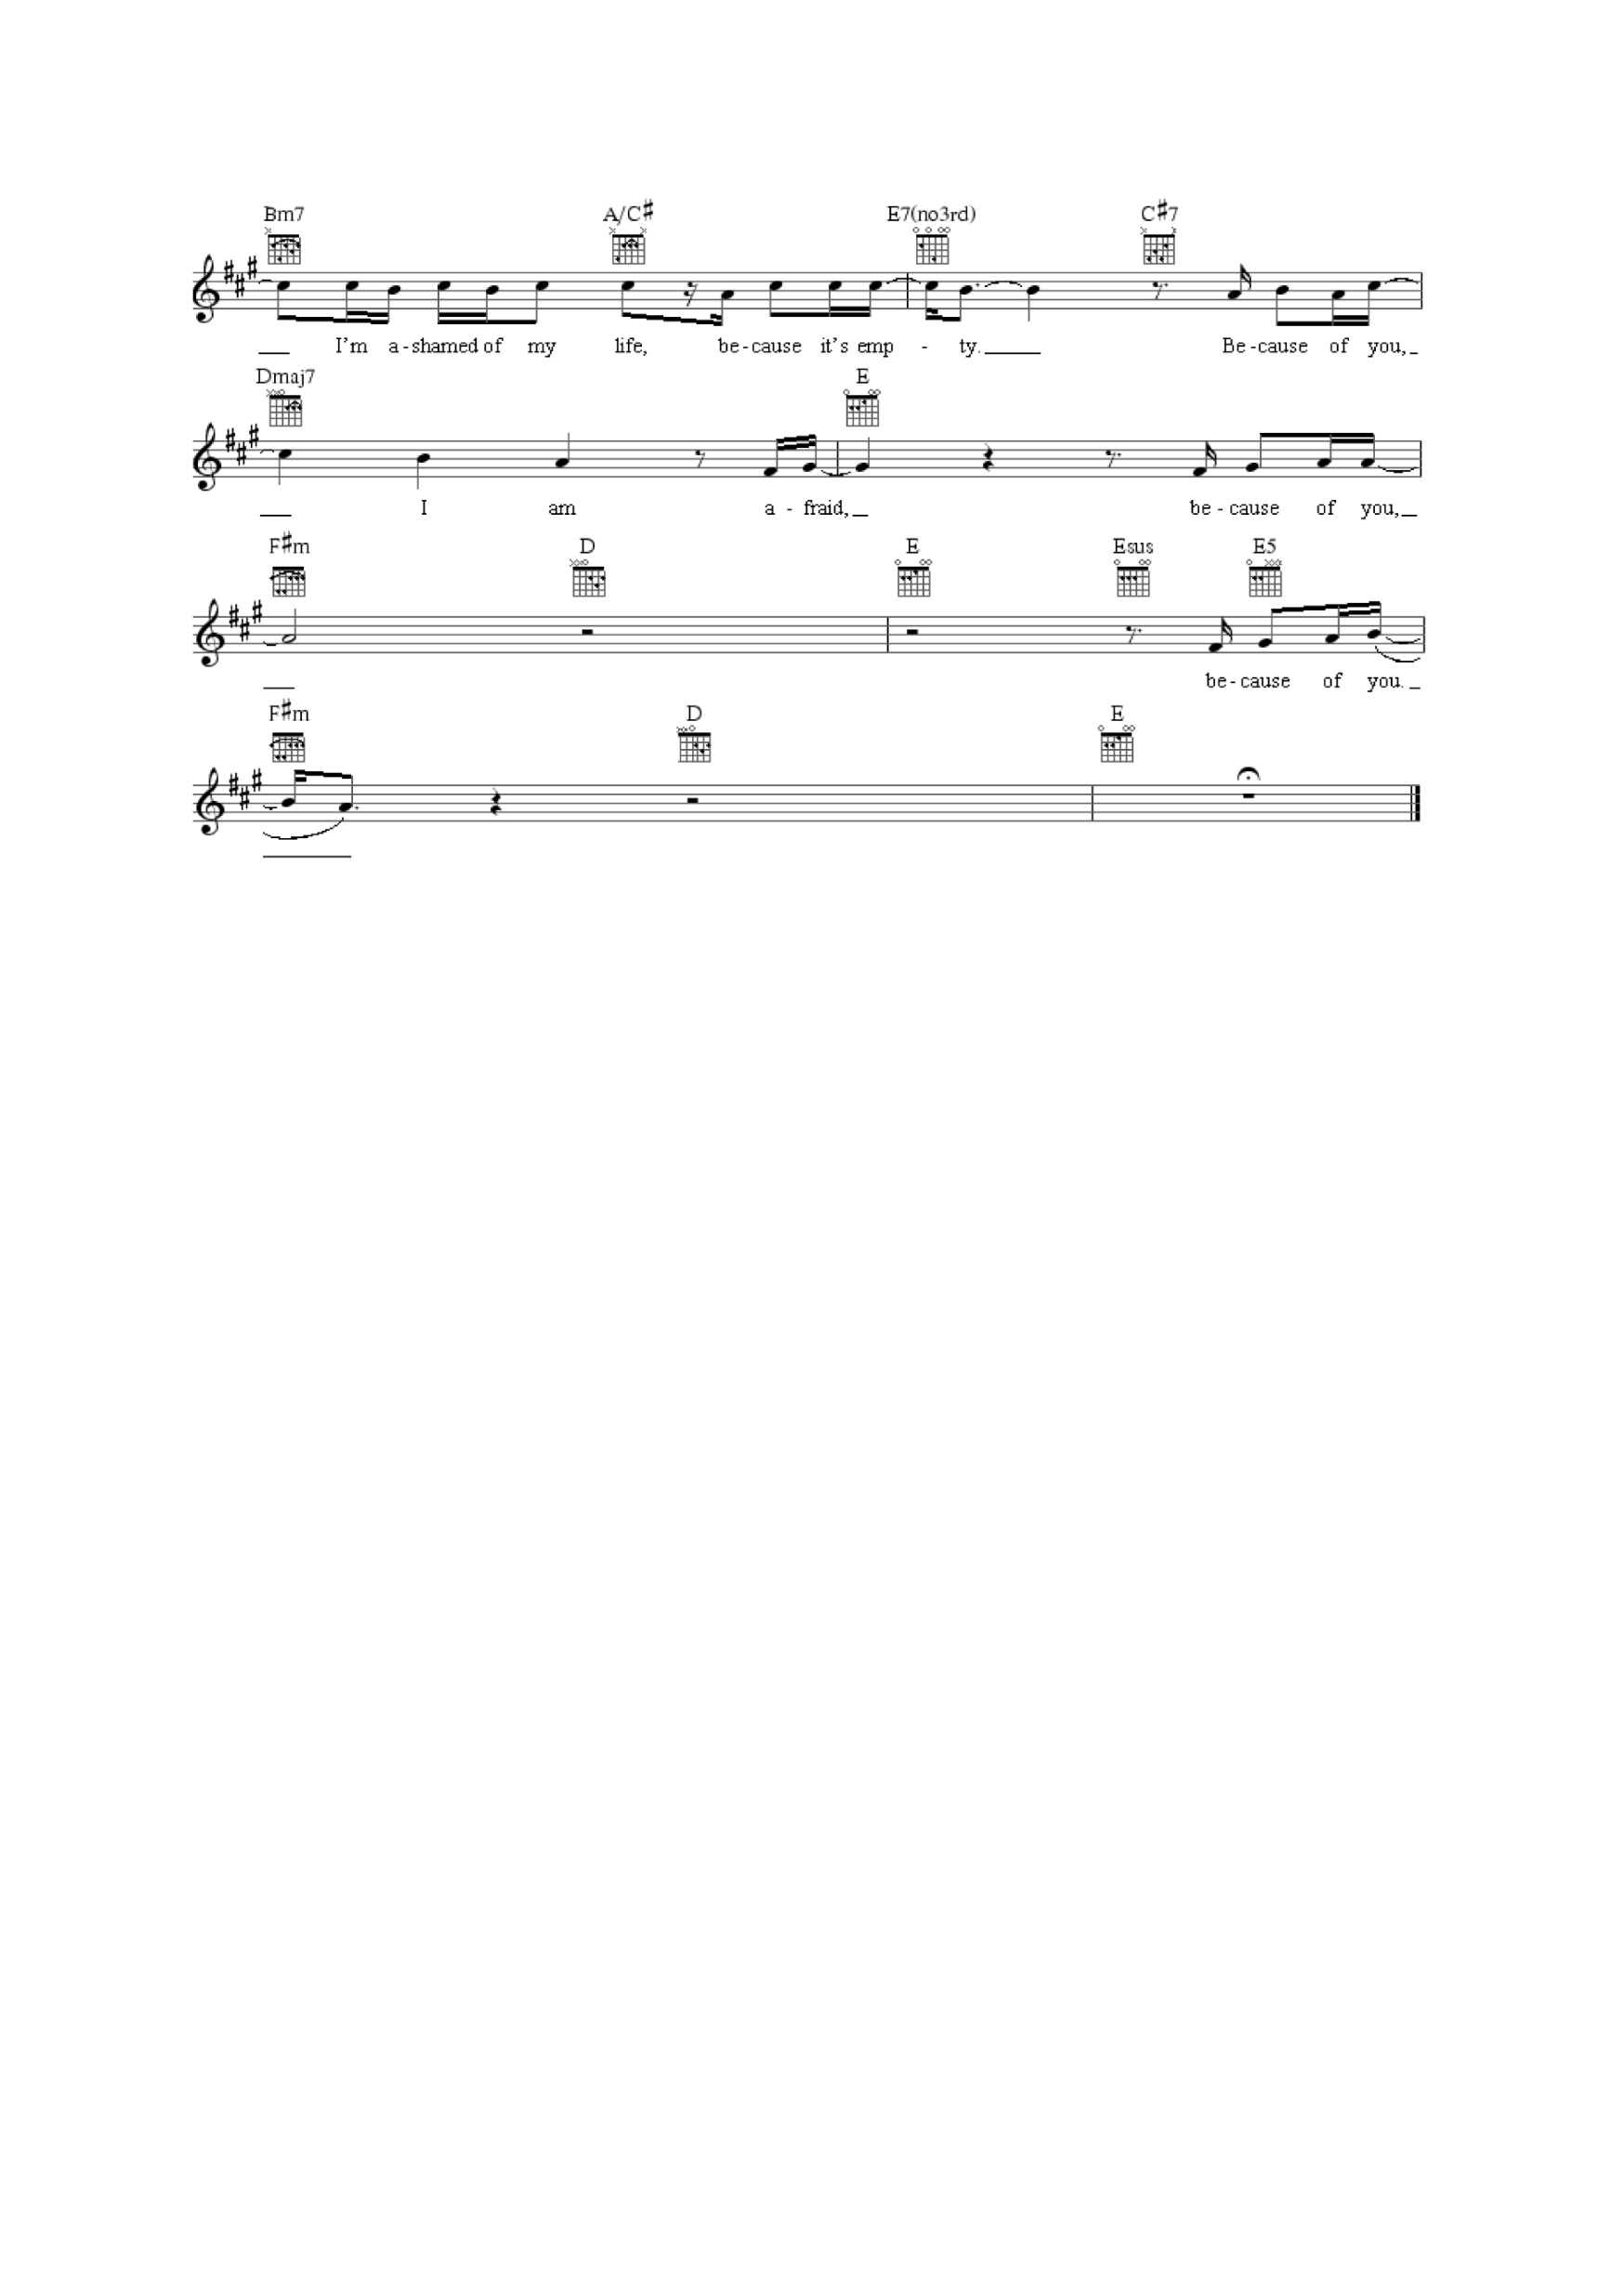 Bm7 A/C♯ E7(no3rd) C♯7
I'm a-shamed of my life, be-cause it's emp - ty. Be-cause of you,
Dmaj7 E
I am a - fraid, be-cause of you,
F♯m D E Esus E5
be-cause of you.
F♯m D E